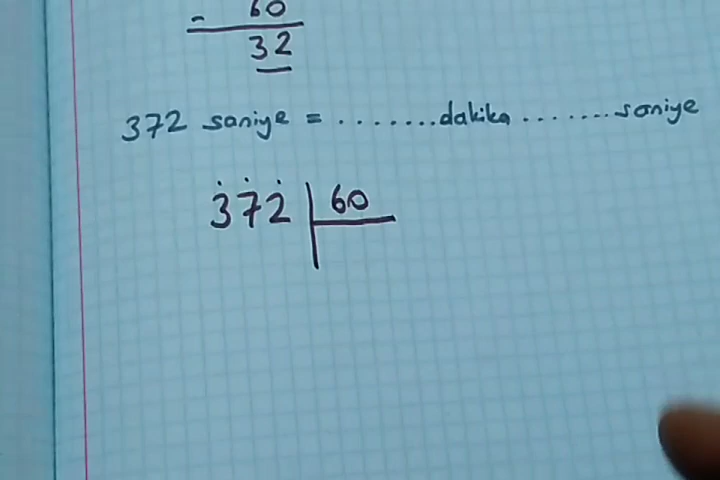 - 60
32
372 saniye = ........dakika.......saniye
372 60